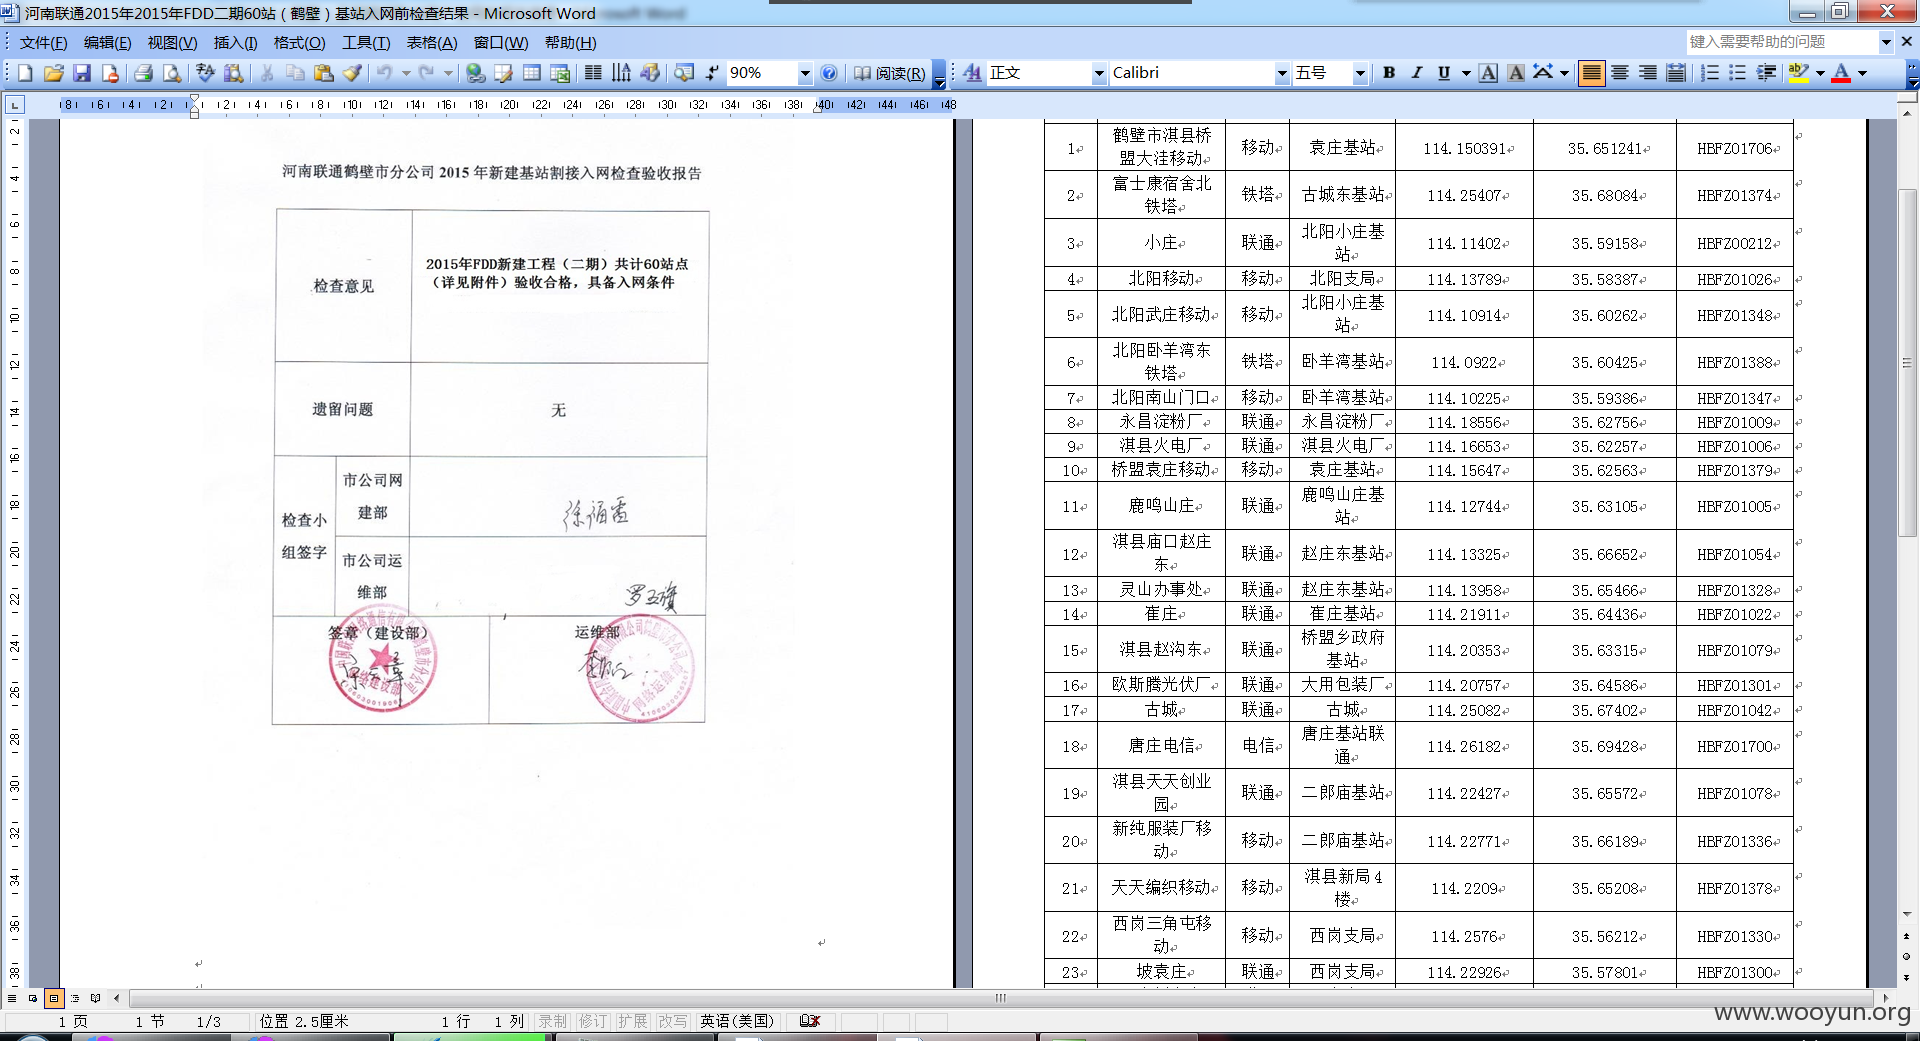 河南联通2015年2015年FDD二期60站（鹤壁）基站入网前检查结果 - Microsoft Word
文件(F) 编辑(E) 视图(V) 插入(I) 格式(O) 工具(T) 表格(A) 窗口(W) 帮助(H)
键入需要帮助的问题
90% 阅读(R) 正文 Calibri 五号 B I U A A A
河南联通鹤壁市分公司 2015 年新建基站割接入网检查验收报告
检查意见
2015年FDD新建工程（二期）共计60站点
（详见附件）验收合格，具备入网条件
遗留问题
无
检查小
组签字
市公司网
建部
市公司运
维部
签章（建设部）
运维部
1 鹤壁市淇县桥盟大洼移动 移动 袁庄基站 114.150391 35.651241 HBFZ01706
2 富士康宿舍北铁塔 铁塔 古城东基站 114.25407 35.68084 HBFZ01374
3 小庄 联通 北阳小庄基站 114.11402 35.59158 HBFZ00212
4 北阳移动 移动 北阳支局 114.13789 35.58387 HBFZ01026
5 北阳武庄移动 移动 北阳小庄基站 114.10914 35.60262 HBFZ01348
6 北阳卧羊湾东铁塔 铁塔 卧羊湾基站 114.0922 35.60425 HBFZ01388
7 北阳南山门口 移动 卧羊湾基站 114.10225 35.59386 HBFZ01347
8 永昌淀粉厂 联通 永昌淀粉厂 114.18556 35.62756 HBFZ01009
9 淇县火电厂 联通 淇县火电厂 114.16653 35.62257 HBFZ01006
10 桥盟袁庄移动 移动 袁庄基站 114.15647 35.62563 HBFZ01379
11 鹿鸣山庄 联通 鹿鸣山庄基站 114.12744 35.63105 HBFZ01005
12 淇县庙口赵庄东 联通 赵庄东基站 114.13325 35.66652 HBFZ01054
13 灵山办事处 联通 赵庄东基站 114.13958 35.65466 HBFZ01328
14 崔庄 联通 崔庄基站 114.21911 35.64436 HBFZ01022
15 淇县赵沟东 联通 桥盟乡政府基站 114.20353 35.63315 HBFZ01079
16 欧斯腾光伏厂 联通 大用包装厂 114.20757 35.64586 HBFZ01301
17 古城 联通 古城 114.25082 35.67402 HBFZ01042
18 唐庄电信 电信 唐庄基站联通 114.26182 35.69428 HBFZ01700
19 淇县天天创业园 联通 二郎庙基站 114.22427 35.65572 HBFZ01078
20 新纯服装厂移动 移动 二郎庙基站 114.22771 35.66189 HBFZ01336
21 天天编织移动 移动 淇县新局4楼 114.2209 35.65208 HBFZ01378
22 西岗三角屯移动 移动 西岗支局 114.2576 35.56212 HBFZ01330
23 坡袁庄 联通 西岗支局 114.22926 35.57801 HBFZ01300
1 页 1 节 1/3 位置 2.5厘米 1 行 1 列 录制 修订 扩展 改写 英语(美国)
www.wooyun.org